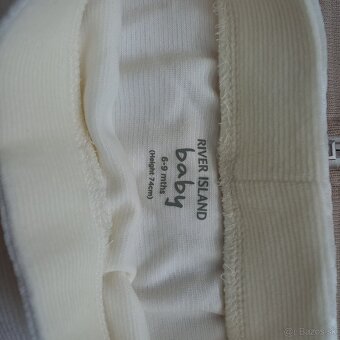 RIVER ISLAND
baby
6-9 mths
(Height 74cm)